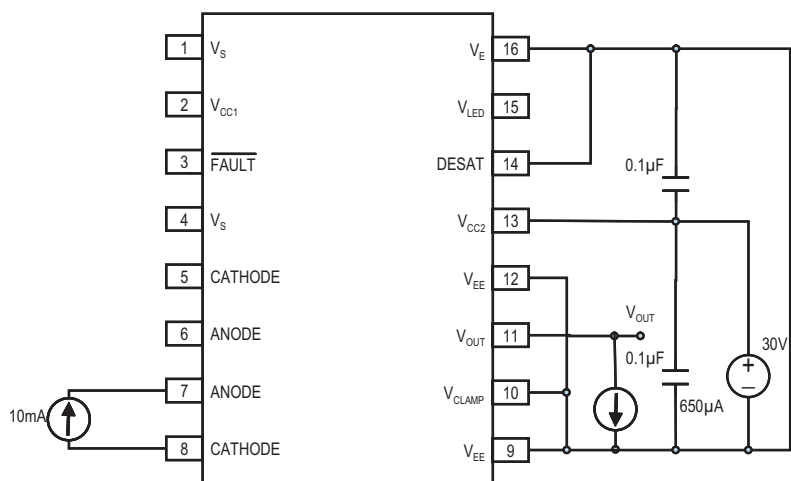 1 VS
2 VCC1
3 FAULT
4 VS
5 CATHODE
6 ANODE
7 ANODE
8 CATHODE
10mA
VE 16
VLED 15
DESAT 14
VCC2 13
VEE 12
VOUT 11
VCLAMP 10
VEE 9
0.1µF
VOUT
0.1µF
30V
+
–
650µA